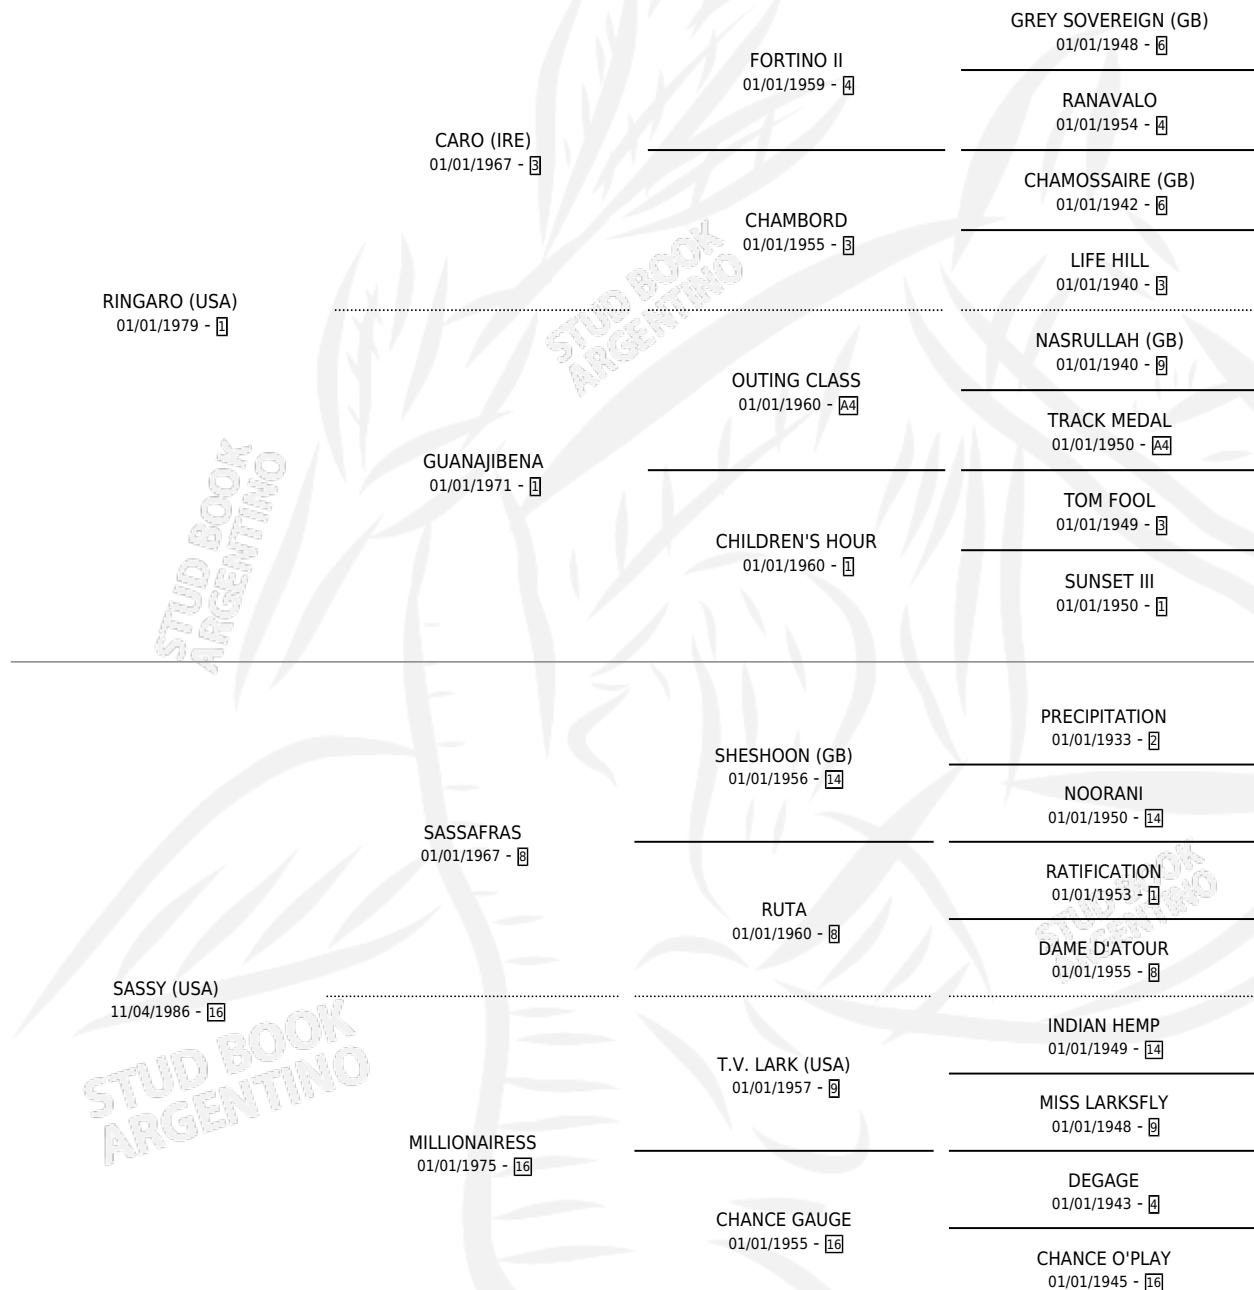 GREY SOVEREIGN (GB)
01/01/1948 - 6
FORTINO II
01/01/1959 - 4
RANAVALO
01/01/1954 - 4
CARO (IRE)
01/01/1967 - 3
CHAMOSSAIRE (GB)
01/01/1942 - 6
CHAMBORD
01/01/1955 - 3
LIFE HILL
01/01/1940 - 3
RINGARO (USA)
01/01/1979 - 1
STUD BOOK
ARGENTINO
NASRULLAH (GB)
01/01/1940 - 9
OUTING CLASS
01/01/1960 - A4
TRACK MEDAL
01/01/1950 - A4
GUANAJIBENA
01/01/1971 - 1
TOM FOOL
01/01/1949 - 3
CHILDREN'S HOUR
01/01/1960 - 1
SUNSET III
01/01/1950 - 1
STUD BOOK
ARGENTINO
PRECIPITATION
01/01/1933 - 2
SHESHOON (GB)
01/01/1956 - 14
NOORANI
01/01/1950 - 14
SASSAFRAS
01/01/1967 - 8
RATIFICATION
01/01/1953 - 1
RUTA
01/01/1960 - 8
STUD BOOK
ARGENTINO
DAME D'ATOUR
01/01/1955 - 8
SASSY (USA)
11/04/1986 - 16
INDIAN HEMP
01/01/1949 - 14
T.V. LARK (USA)
01/01/1957 - 9
STUD BOOK
ARGENTINO
MISS LARKSFLY
01/01/1948 - 9
MILLIONAIRESS
01/01/1975 - 16
DEGAGE
01/01/1943 - 4
CHANCE GAUGE
01/01/1955 - 16
CHANCE O'PLAY
01/01/1945 - 16